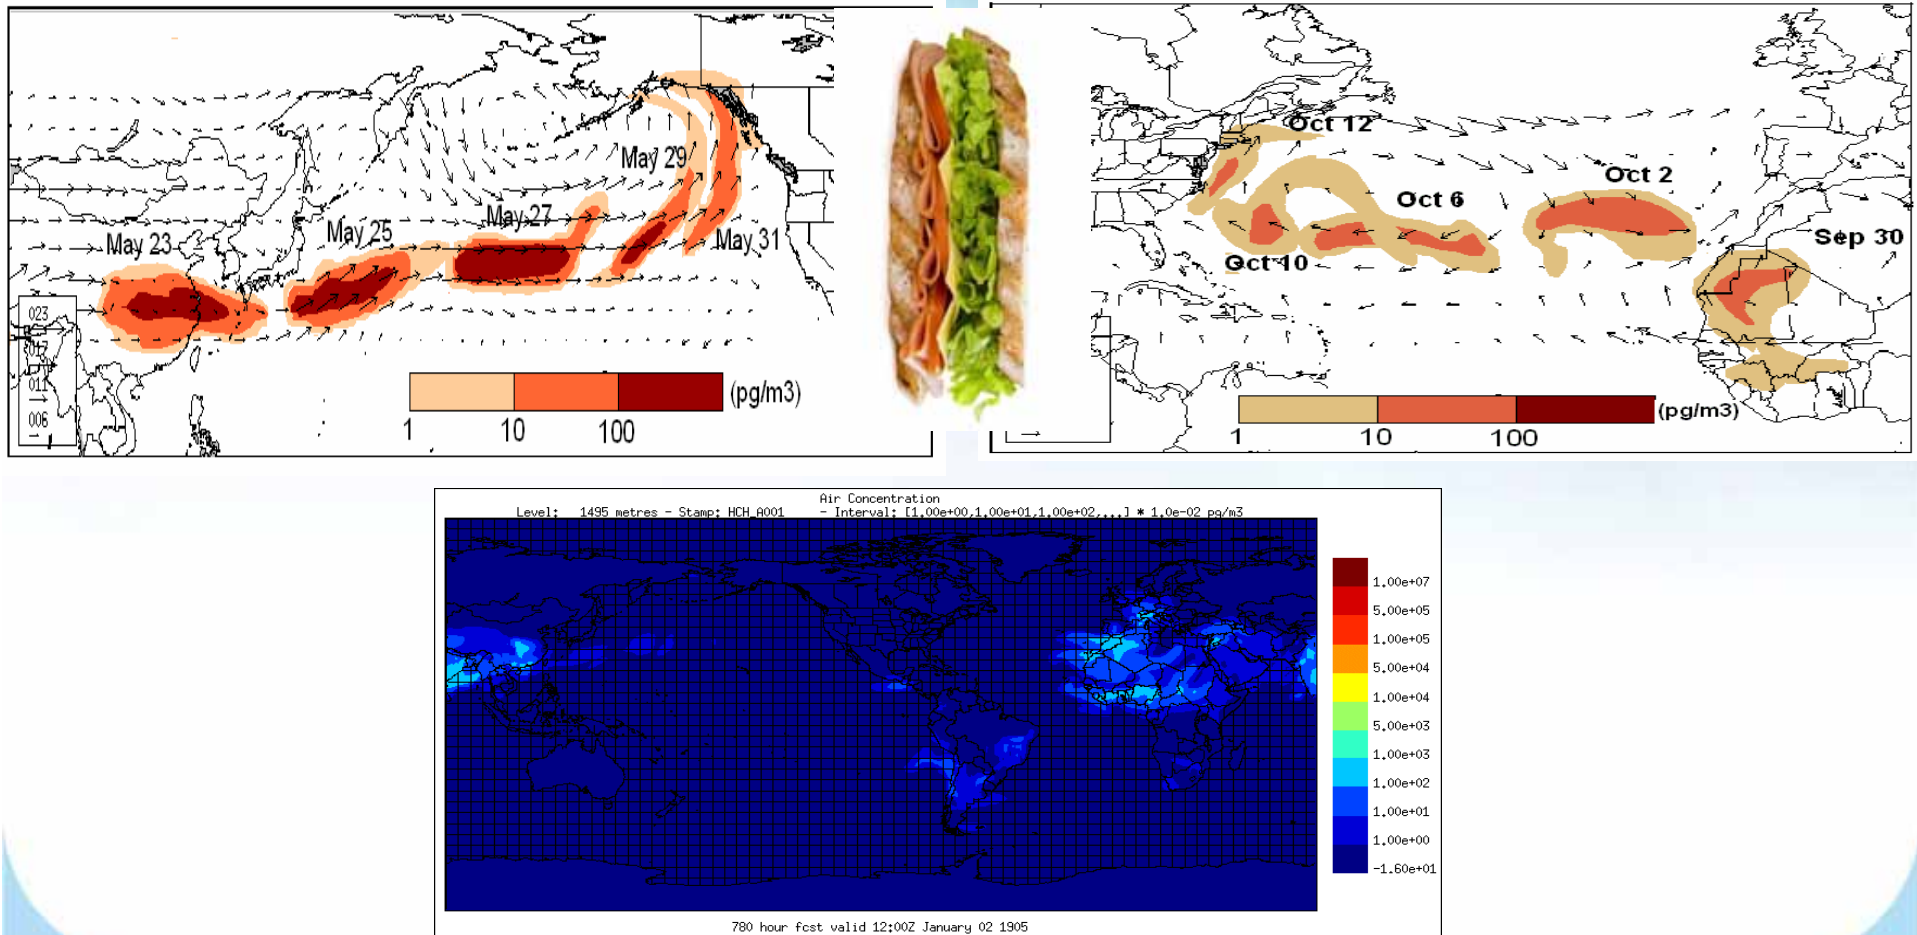 May 23
May 25
May 27
May 29
May 31
023
017
011
006
(pg/m3)
1
10
100
Oct 12
Oct 10
Oct 6
Oct 2
Sep 30
(pg/m3)
1
10
100
Air Concentration
Level: 1495 metres - Stamp: HCH_A001 - Interval: [1.00e+00,1.00e+01,1.00e+02,...] * 1.0e-02 pg/m3
1.00e+07
5.00e+05
1.00e+05
5.00e+04
1.00e+04
5.00e+03
1.00e+03
1.00e+02
1.00e+01
1.00e+00
-1.60e+01
780 hour fcst valid 12:00Z January 02 1905